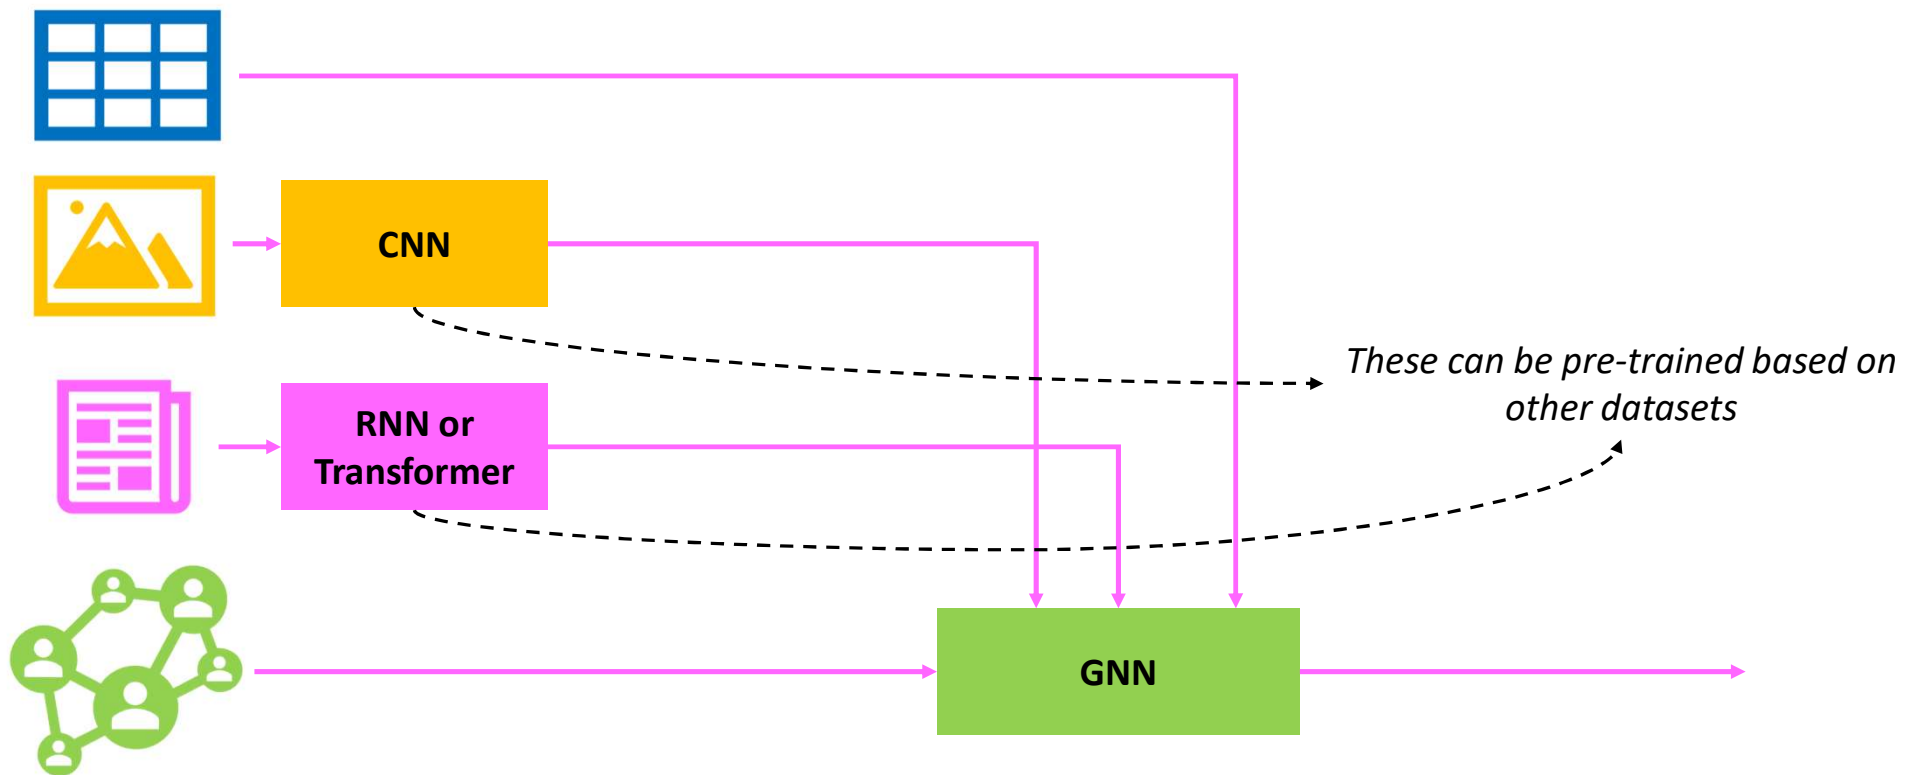 CNN
These can be pre-trained based on
other datasets
RNN or
Transformer
GNN